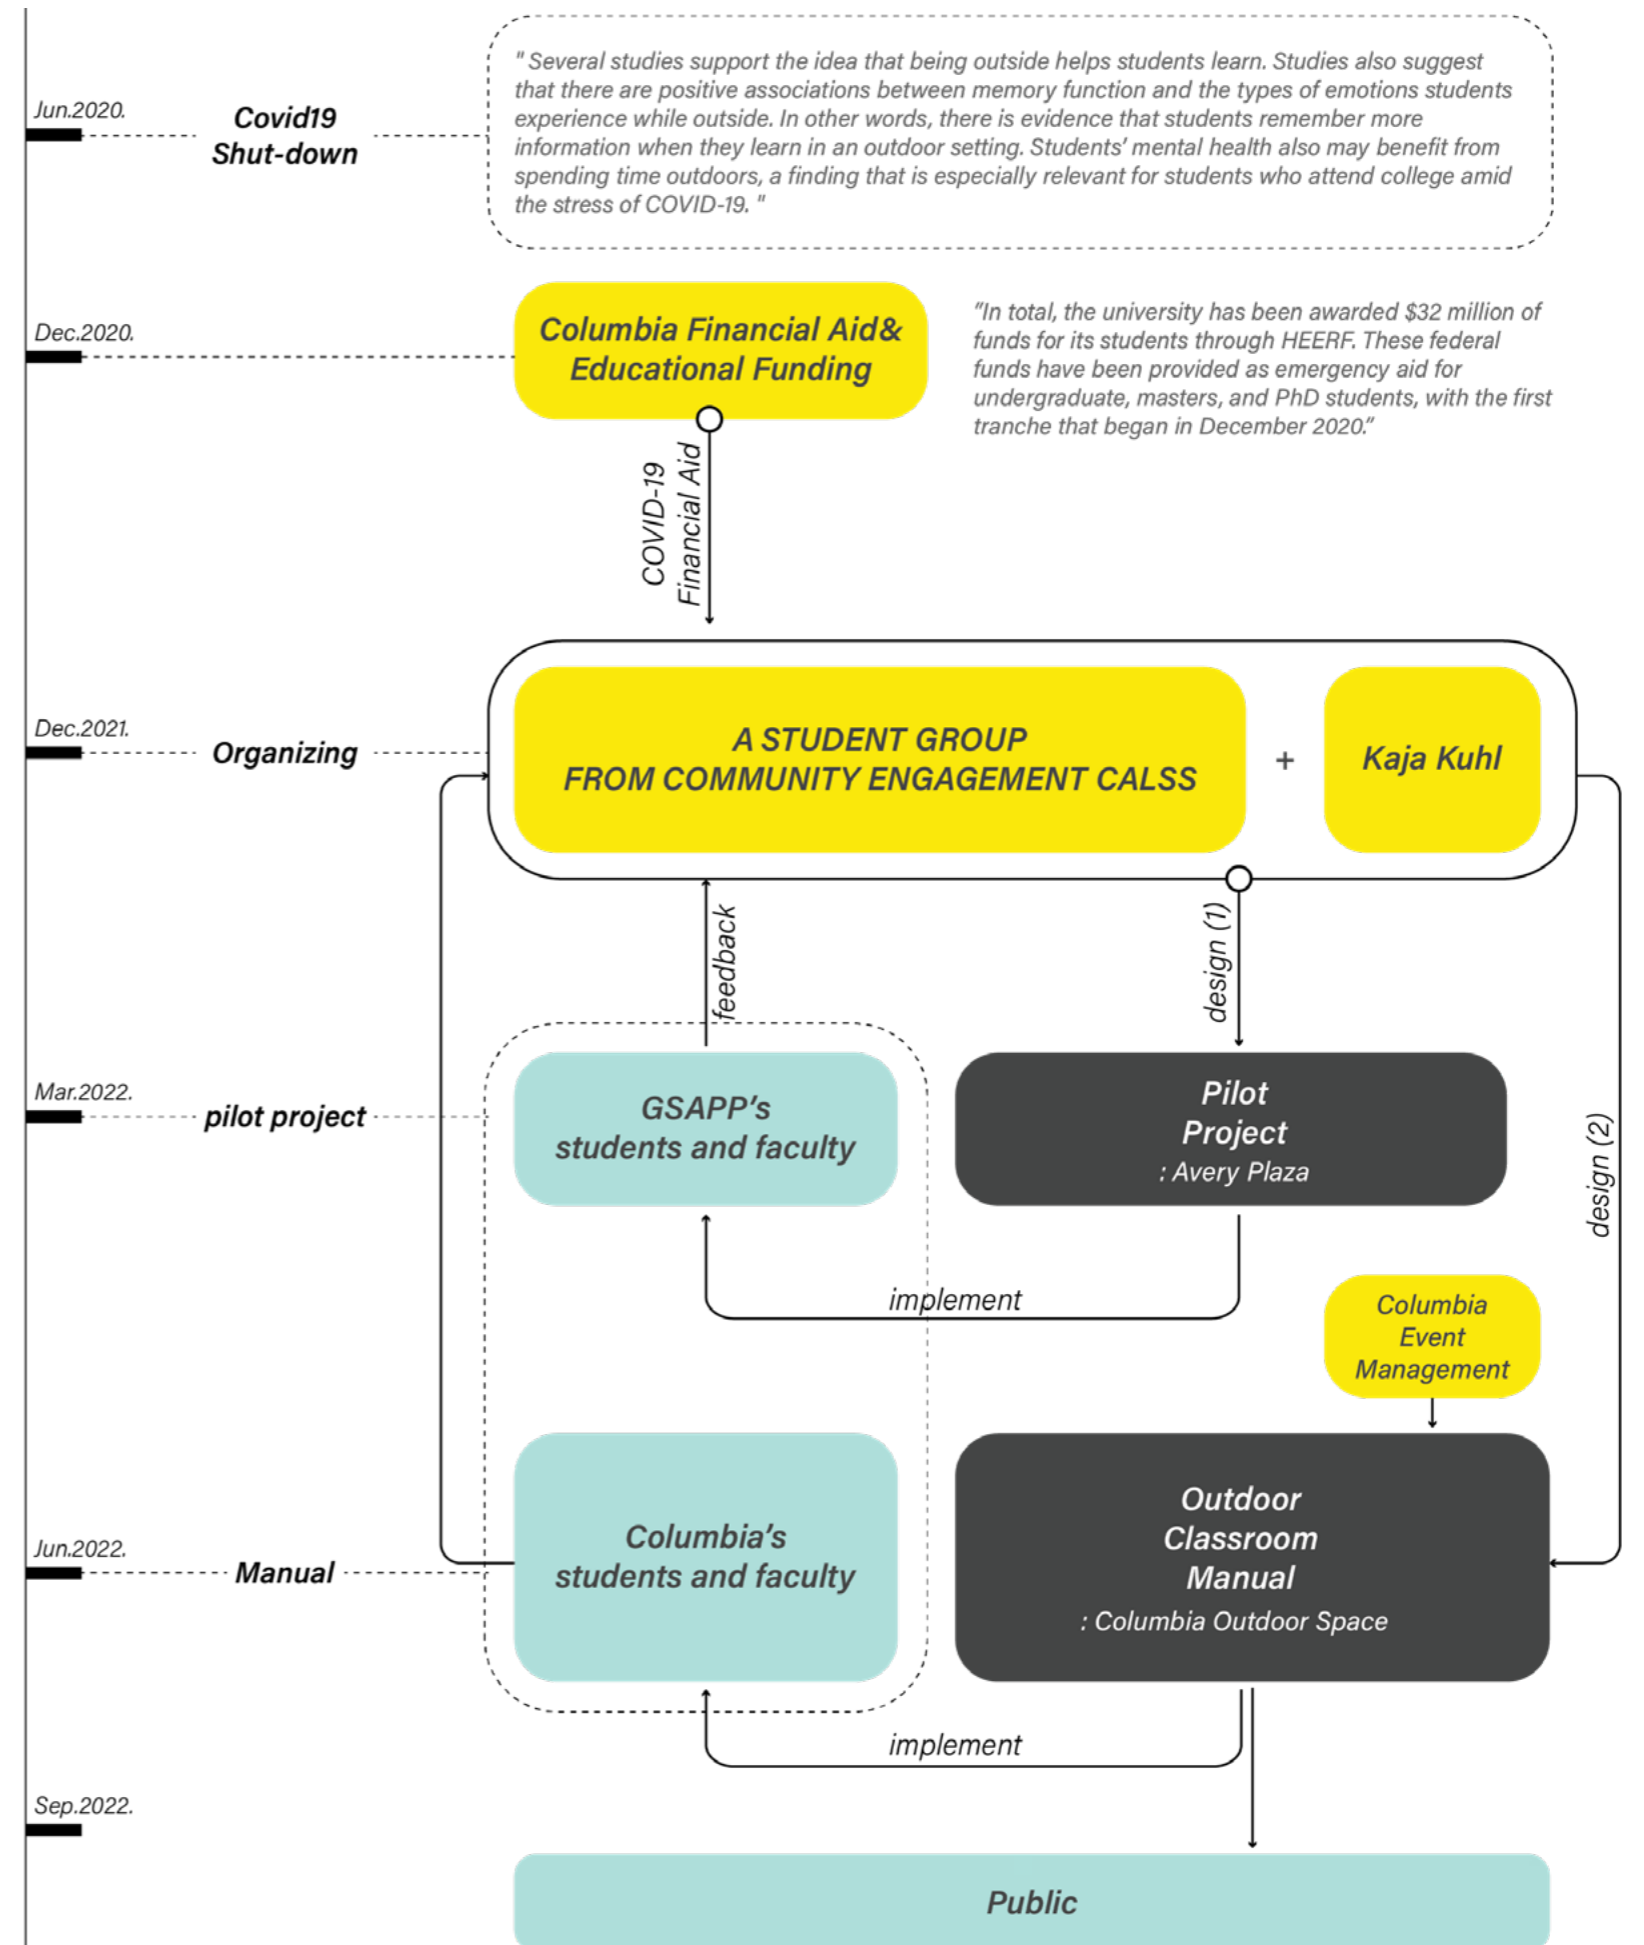 Jun.2020.
Covid19
Shut-down
" Several studies support the idea that being outside helps students learn. Studies also suggest
that there are positive associations between memory function and the types of emotions students
experience while outside. In other words, there is evidence that students remember more
information when they learn in an outdoor setting. Students' mental health also may benefit from
spending time outdoors, a finding that is especially relevant for students who attend college amid
the stress of COVID-19. "
Dec.2020.
Columbia Financial Aid&
Educational Funding
"In total, the university has been awarded $32 million of
funds for its students through HEERF. These federal
funds have been provided as emergency aid for
undergraduate, masters, and PhD students, with the first
tranche that began in December 2020."
COVID-19
Financial Aid
Dec.2021.
Organizing
A STUDENT GROUP
FROM COMMUNITY ENGAGEMENT CALSS
+
Kaja Kuhl
feedback
design (1)
Mar.2022.
pilot project
GSAPP's
students and faculty
Pilot
Project
: Avery Plaza
design (2)
implement
Columbia
Event
Management
Jun.2022.
Manual
Columbia's
students and faculty
Outdoor
Classroom
Manual
: Columbia Outdoor Space
implement
Sep.2022.
Public